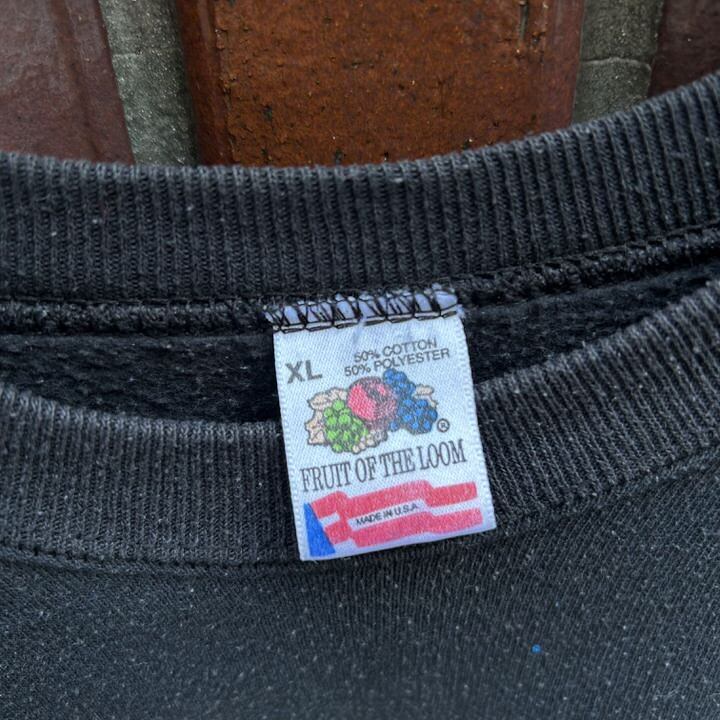 XL
50% COTTON
50% POLYESTER
®
FRUIT OF THE LOOM
MADE IN U.S.A.